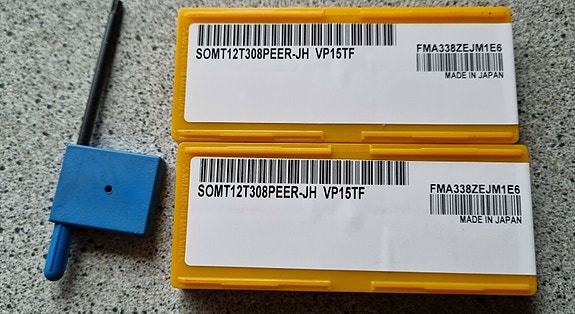 SOMT12T308PEER-JH VP15TF
FMA338ZEJM1E6
MADE IN JAPAN
SOMT12T308PEER-JH VP15TF
FMA338ZEJM1E6
MADE IN JAPAN